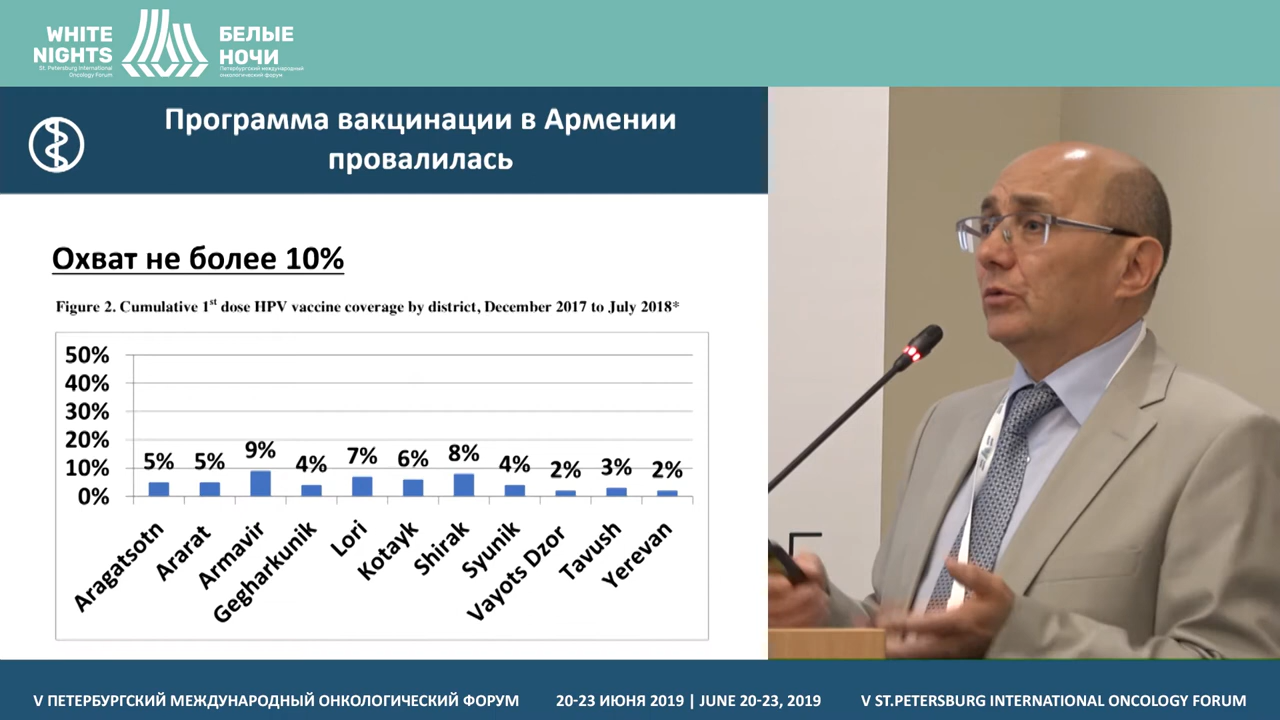 WHITE
NIGHTS
St. Petersburg International
Oncology Forum
БЕЛЫЕ
НОЧИ
Петербургский международный
онкологический форум
Программа вакцинации в Армении
провалилась
Охват не более 10%
Figure 2. Cumulative 1st dose HPV vaccine coverage by district, December 2017 to July 2018*
50%
40%
30%
20%
10%
0%
5%
5%
9%
4%
7%
6%
8%
4%
2%
3%
2%
Aragatsotn
Ararat
Armavir
Gegharkunik
Lori
Kotayk
Shirak
Syunik
Vayots Dzor
Tavush
Yerevan
V ПЕТЕРБУРГСКИЙ МЕЖДУНАРОДНЫЙ ОНКОЛОГИЧЕСКИЙ ФОРУМ 20-23 ИЮНЯ 2019 | JUNE 20-23, 2019 V ST.PETERSBURG INTERNATIONAL ONCOLOGY FORUM